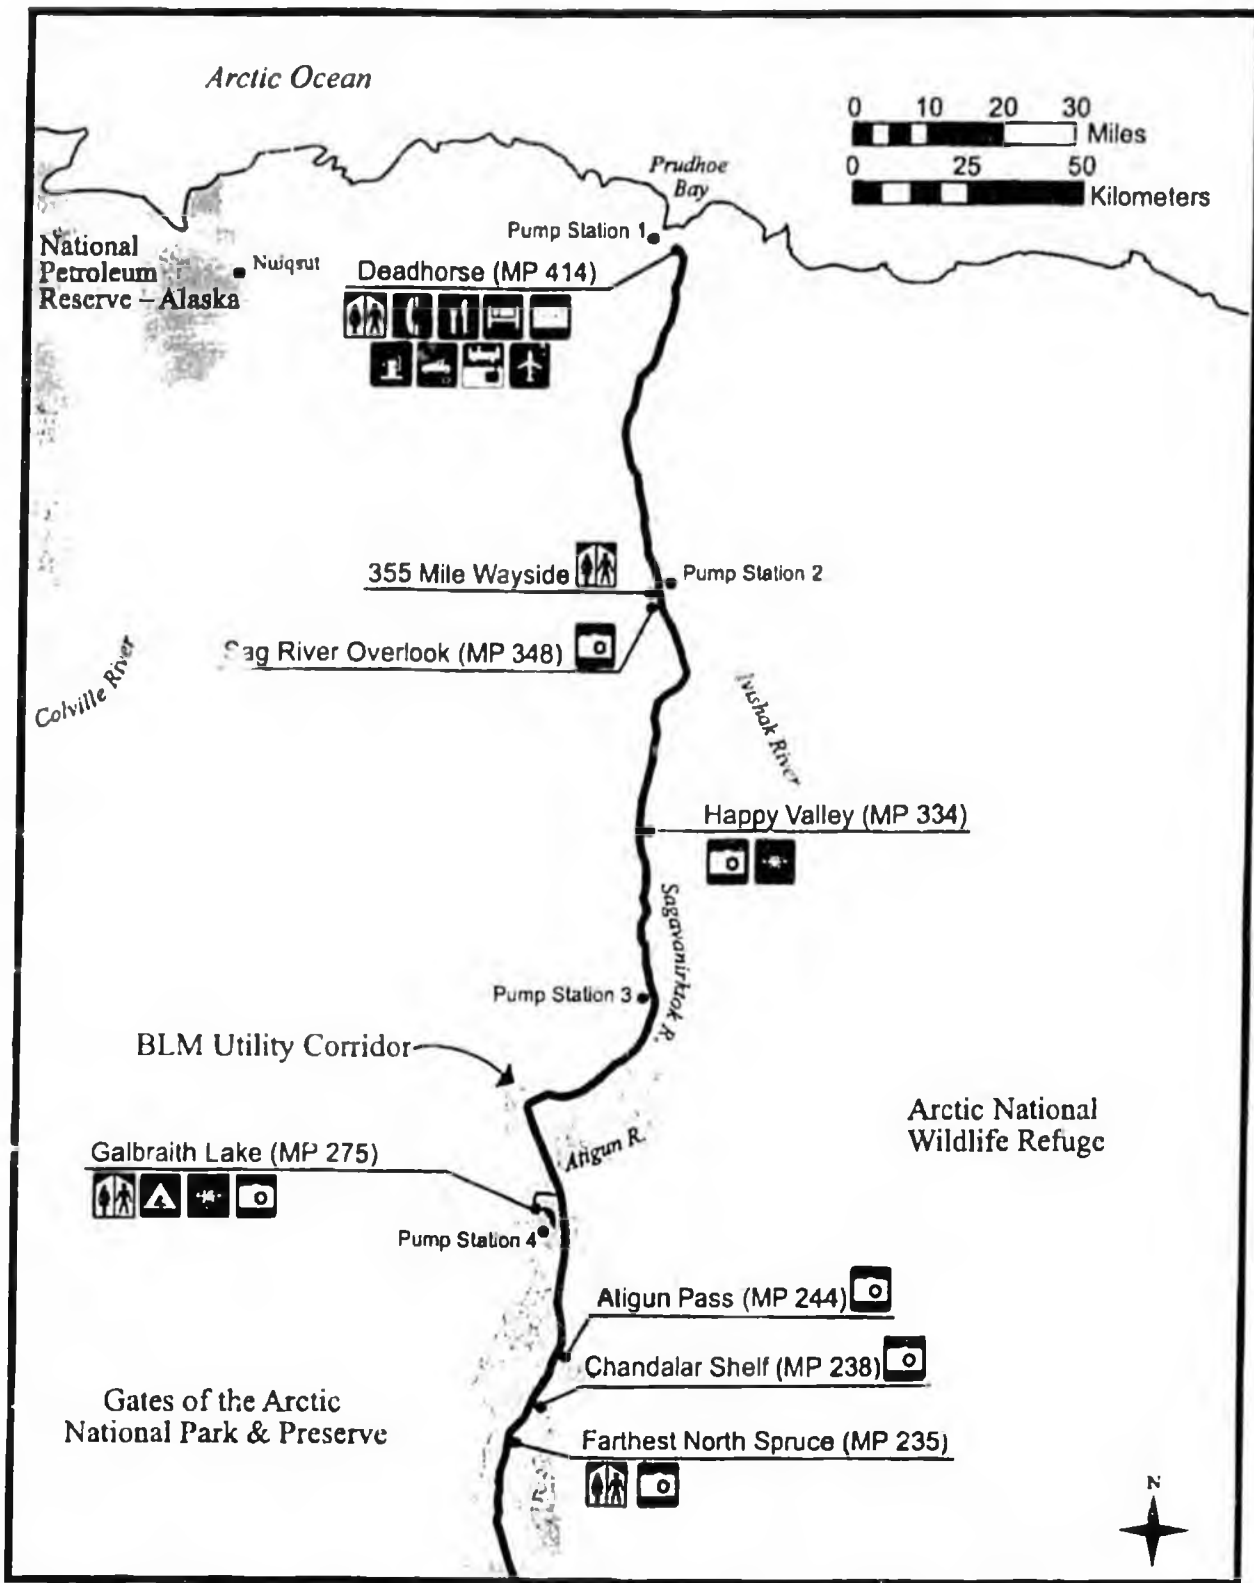 Arctic Ocean
0 10 20 30
Miles
0 25 50
Kilometers
Prudhoe
Bay
Pump Station 1
National
Petroleum
Reserve – Alaska
Nuiqsut
Deadhorse (MP 414)
355 Mile Wayside
Pump Station 2
Sag River Overlook (MP 348)
Colville River
Ivishak River
Happy Valley (MP 334)
Sagavanirktok R.
Pump Station 3
BLM Utility Corridor
Arctic National
Wildlife Refuge
Atigun R.
Galbraith Lake (MP 275)
Pump Station 4
Atigun Pass (MP 244)
Chandalar Shelf (MP 238)
Gates of the Arctic
National Park & Preserve
Farthest North Spruce (MP 235)
N